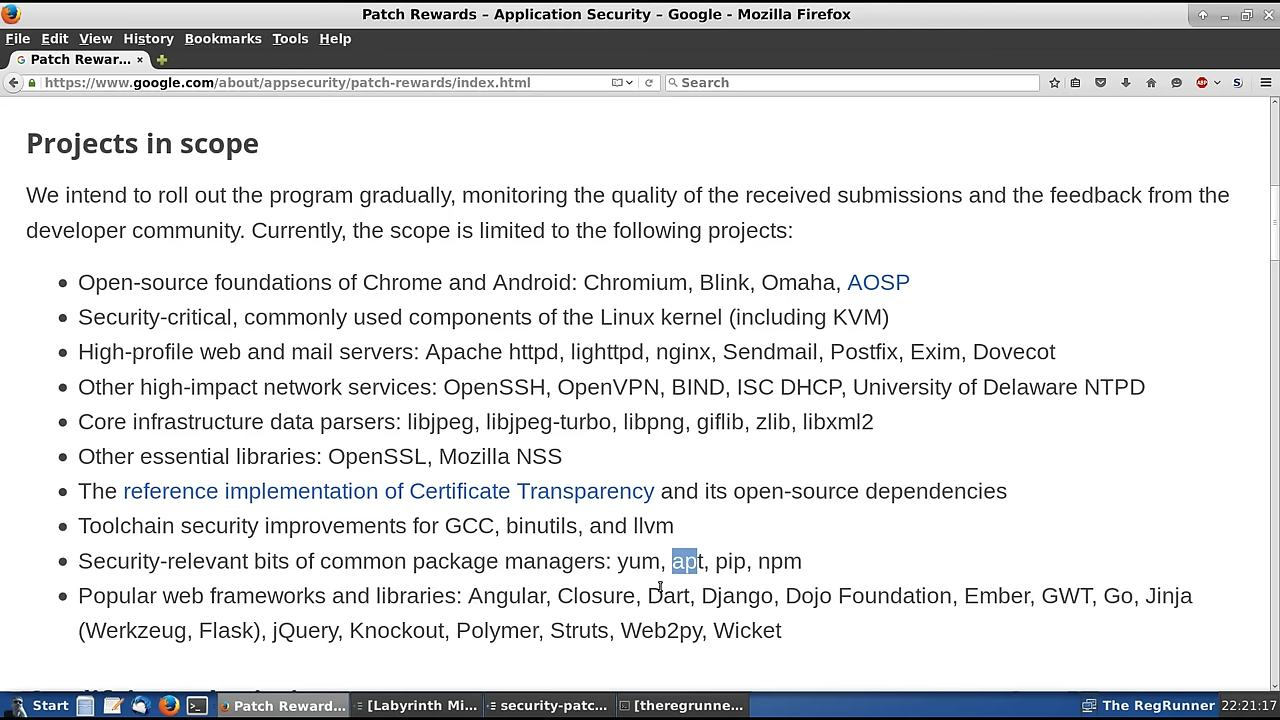 Patch Rewards – Application Security – Google - Mozilla Firefox
File Edit View History Bookmarks Tools Help
Patch Rewar...
https://www.google.com/about/appsecurity/patch-rewards/index.html Search
Projects in scope
We intend to roll out the program gradually, monitoring the quality of the received submissions and the feedback from the
developer community. Currently, the scope is limited to the following projects:
Open-source foundations of Chrome and Android: Chromium, Blink, Omaha, AOSP
Security-critical, commonly used components of the Linux kernel (including KVM)
High-profile web and mail servers: Apache httpd, lighttpd, nginx, Sendmail, Postfix, Exim, Dovecot
Other high-impact network services: OpenSSH, OpenVPN, BIND, ISC DHCP, University of Delaware NTPD
Core infrastructure data parsers: libjpeg, libjpeg-turbo, libpng, giflib, zlib, libxml2
Other essential libraries: OpenSSL, Mozilla NSS
The reference implementation of Certificate Transparency and its open-source dependencies
Toolchain security improvements for GCC, binutils, and llvm
Security-relevant bits of common package managers: yum, apt, pip, npm
Popular web frameworks and libraries: Angular, Closure, Dart, Django, Dojo Foundation, Ember, GWT, Go, Jinja
(Werkzeug, Flask), jQuery, Knockout, Polymer, Struts, Web2py, Wicket
Start Patch Reward... [Labyrinth Mi... security-patc... [theregrunne... The RegRunner 22:21:17